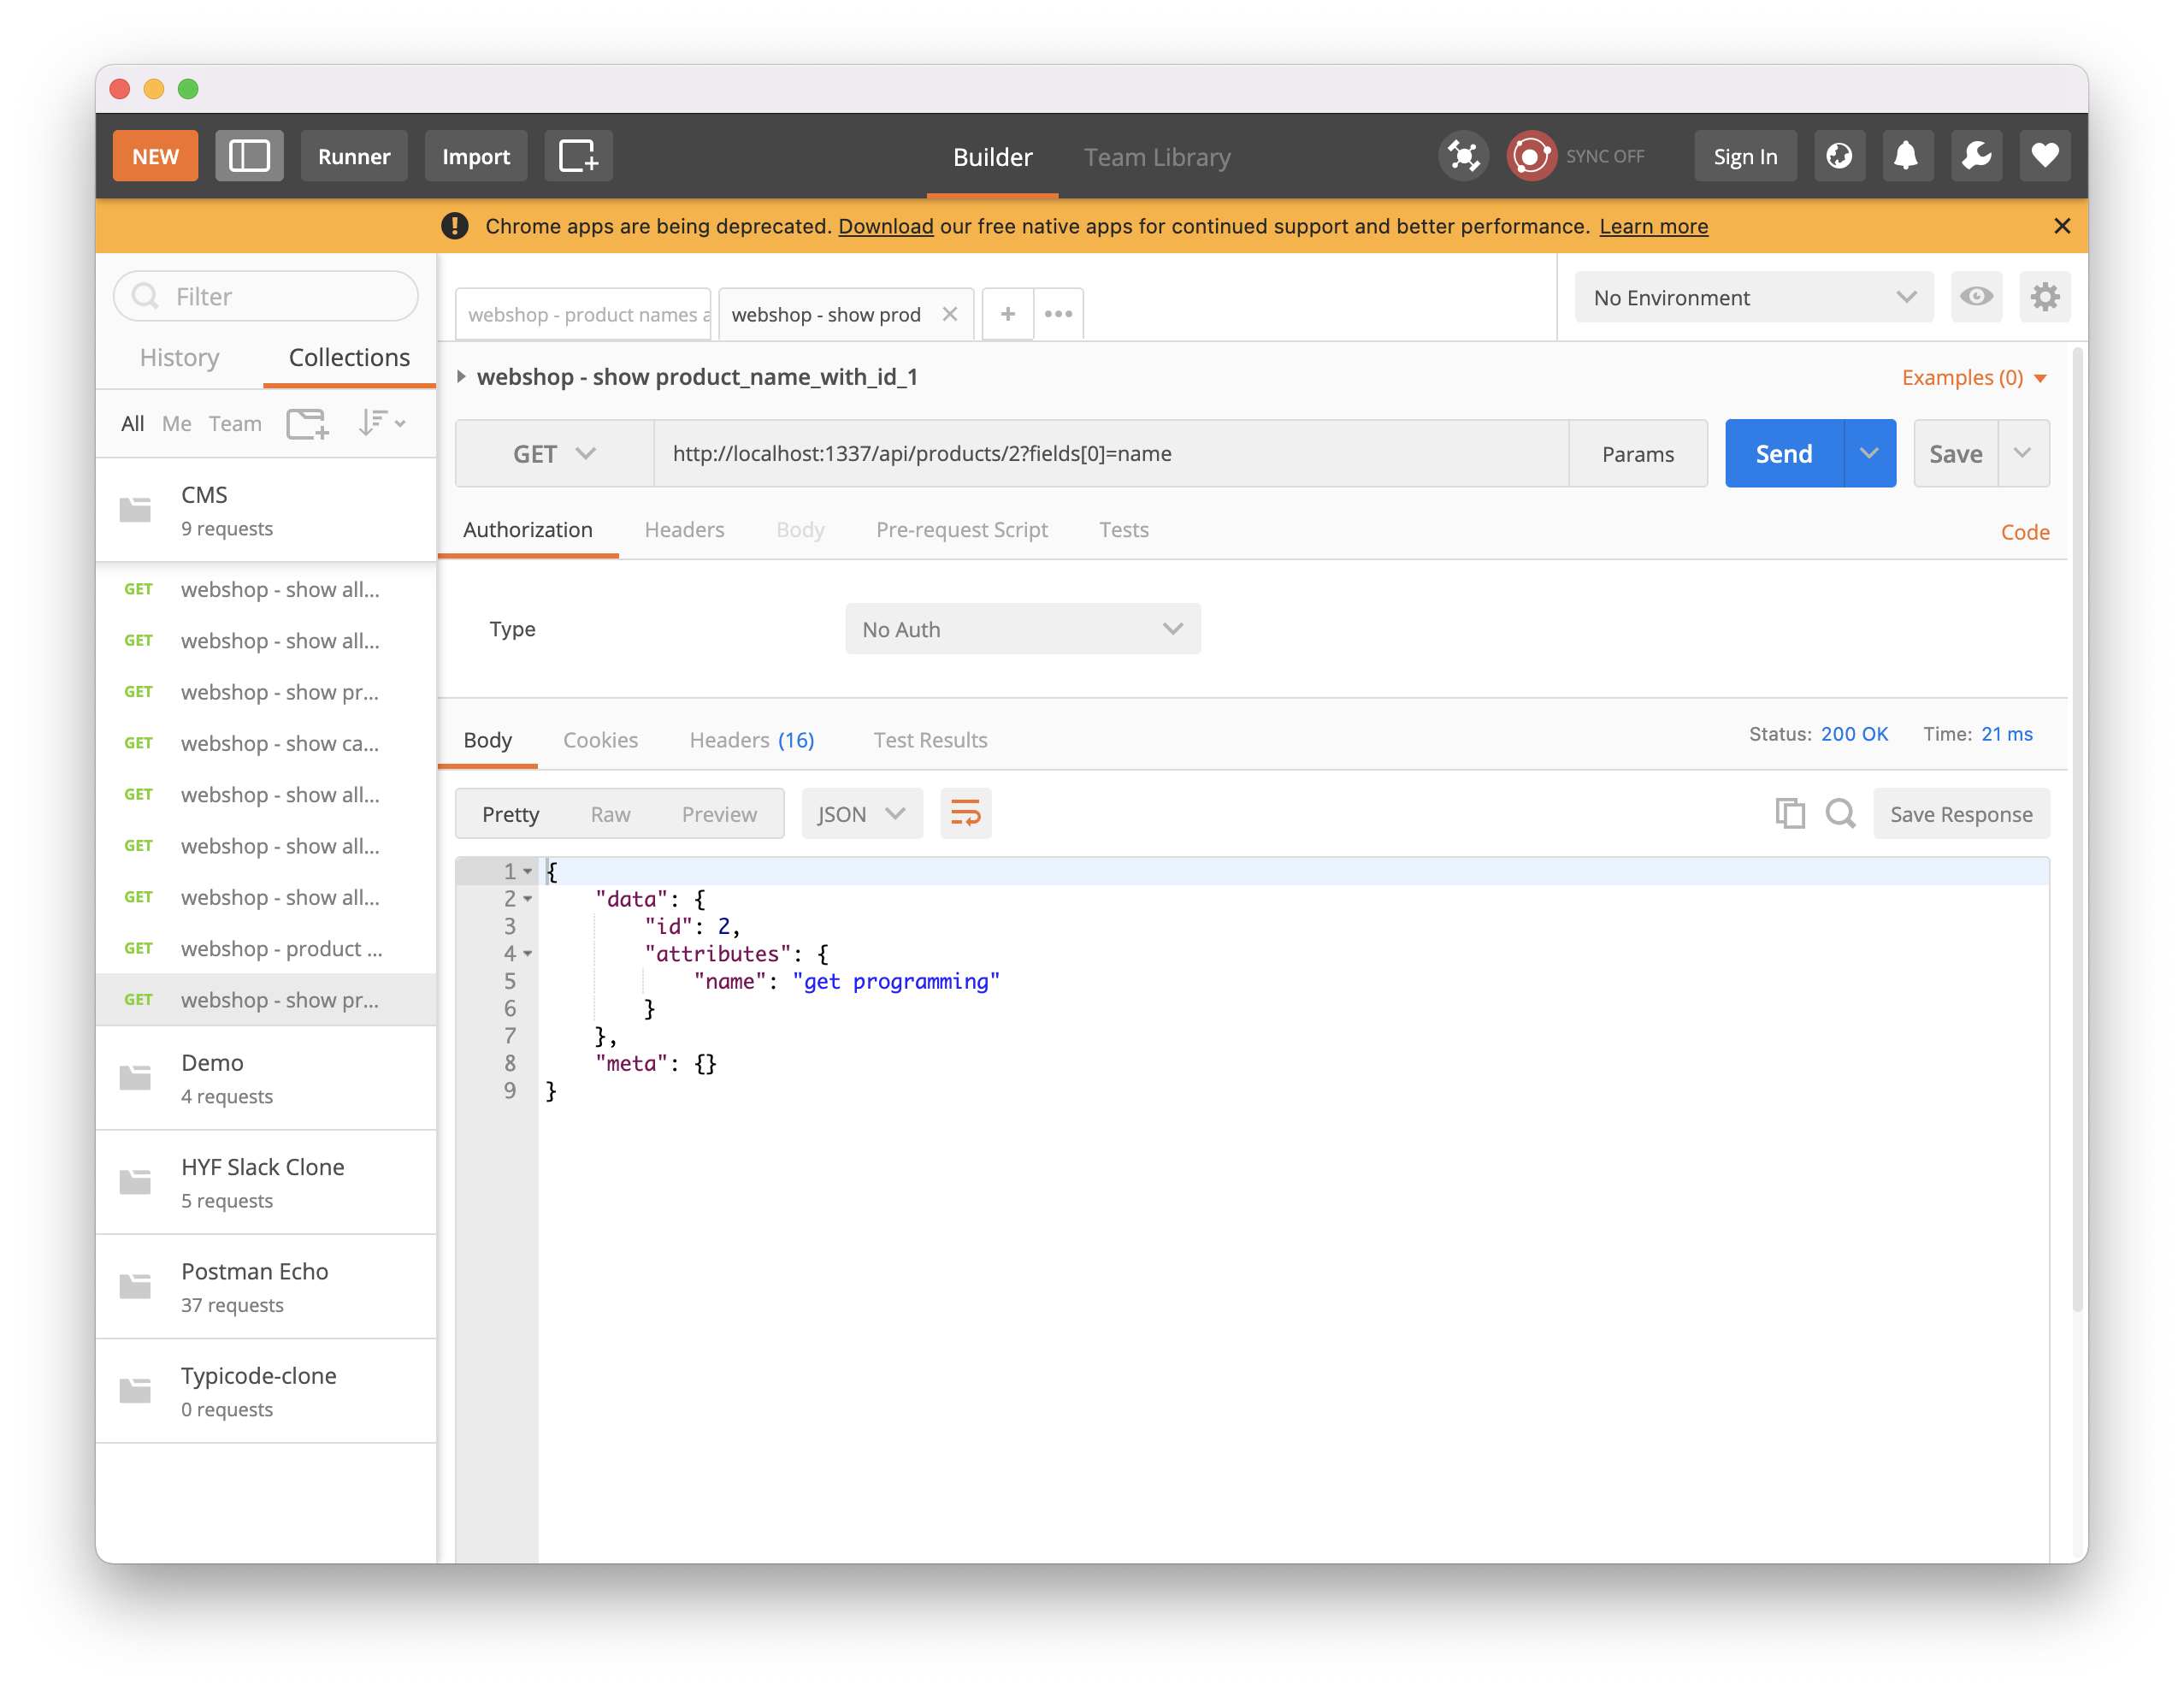 NEW
Runner
Import
Builder
Team Library
SYNC OFF
Sign In
Chrome apps are being deprecated. Download our free native apps for continued support and better performance. Learn more
Filter
History
Collections
All
Me
Team
CMS
9 requests
GET webshop - show all...
GET webshop - show all...
GET webshop - show pr...
GET webshop - show ca...
GET webshop - show all...
GET webshop - show all...
GET webshop - show all...
GET webshop - product ...
GET webshop - show pr...
Demo
4 requests
HYF Slack Clone
5 requests
Postman Echo
37 requests
Typicode-clone
0 requests
webshop - product names a
webshop - show prod
No Environment
webshop - show product_name_with_id_1
Examples (0)
GET
http://localhost:1337/api/products/2?fields[0]=name
Params
Send
Save
Authorization
Headers
Body
Pre-request Script
Tests
Code
Type
No Auth
Body
Cookies
Headers (16)
Test Results
Status: 200 OK
Time: 21 ms
Pretty
Raw
Preview
JSON
Save Response
1 {
2 "data": {
3 "id": 2,
4 "attributes": {
5 "name": "get programming"
6 }
7 },
8 "meta": {}
9 }